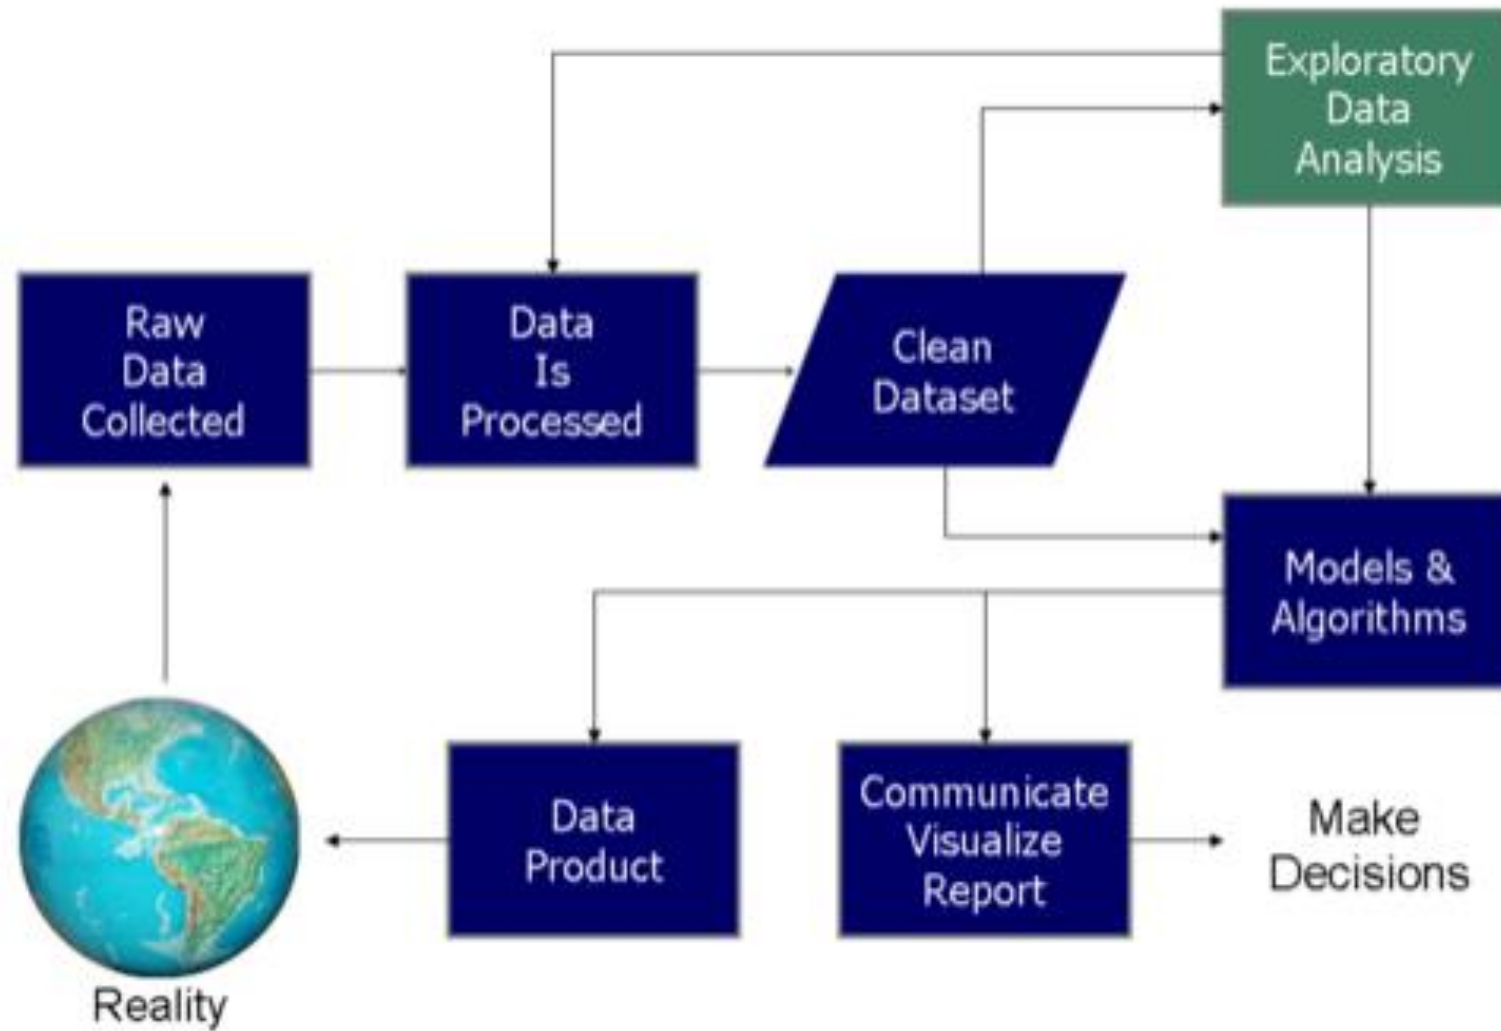 Exploratory
Data
Analysis
Raw
Data
Collected
Data
Is
Processed
Clean
Dataset
Models &
Algorithms
Data
Product
Communicate
Visualize
Report
Make
Decisions
Reality